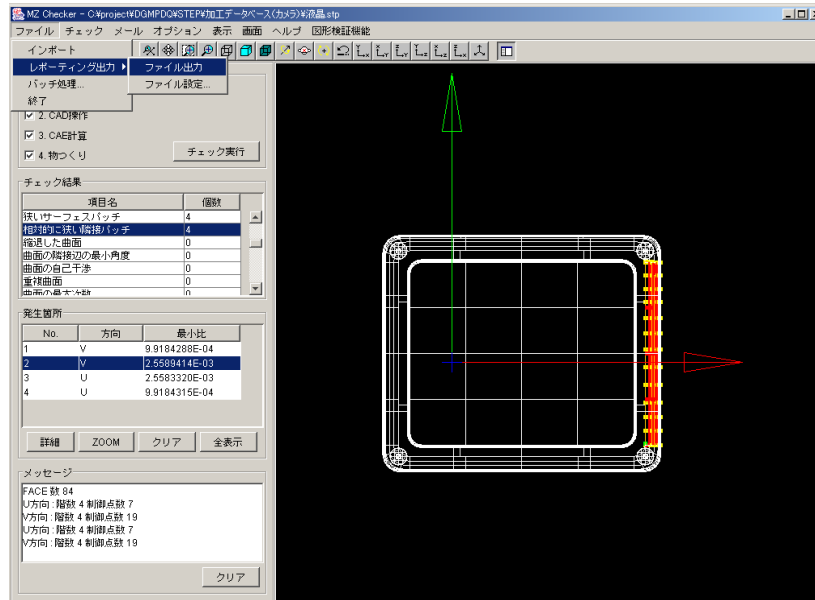 MZ Checker - C:¥project¥DGMPDQ¥STEP¥加工データベース(カメラ)¥液晶.stp
ファイル チェック メール オプション 表示 画面 ヘルプ 図形検証機能
インポート
レポーティング出力 ファイル出力
バッチ処理... ファイル設定...
終了
2. CAD操作
3. CAE計算
4. 物つくり チェック実行
チェック結果
項目名 個数
狭いサーフェスパッチ 4
相対的に狭い隣接パッチ 4
縮退した曲面 0
曲面の隣接辺の最小角度 0
曲面の自己干渉 0
重複曲面 0
曲面の最大次数 0
発生箇所
No. 方向 最小比
1 V 9.9184288E-04
2 V 2.5589414E-03
3 U 2.5583320E-03
4 U 9.9184315E-04
詳細 ZOOM クリア 全表示
メッセージ
FACE 数 84
U方向 : 階数 4 制御点数 7
V方向 : 階数 4 制御点数 19
U方向 : 階数 4 制御点数 7
V方向 : 階数 4 制御点数 19
クリア